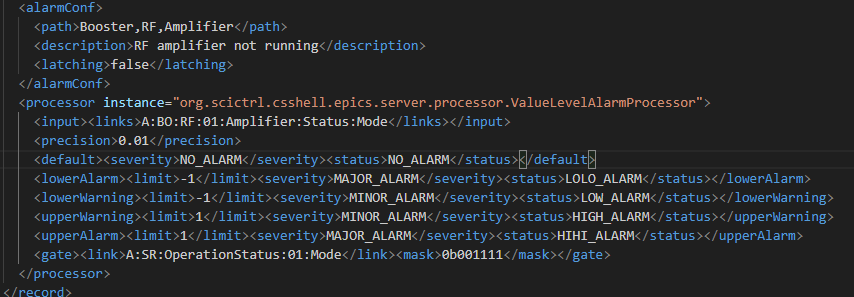 <alarmConf>
<path>Booster,RF,Amplifier</path>
<description>RF amplifier not running</description>
<latching>false</latching>
</alarmConf>
<processor instance="org.scictrl.csshell.epics.server.processor.ValueLevelAlarmProcessor">
<input><links>A:BO:RF:01:Amplifier:Status:Mode</links></input>
<precision>0.01</precision>
<default><severity>NO_ALARM</severity><status>NO_ALARM</status></default>
<lowerAlarm><limit>-1</limit><severity>MAJOR_ALARM</severity><status>LOLO_ALARM</status></lowerAlarm>
<lowerWarning><limit>-1</limit><severity>MINOR_ALARM</severity><status>LOW_ALARM</status></lowerWarning>
<upperWarning><limit>1</limit><severity>MINOR_ALARM</severity><status>HIGH_ALARM</status></upperWarning>
<upperAlarm><limit>1</limit><severity>MAJOR_ALARM</severity><status>HIHI_ALARM</status></upperAlarm>
<gate><link>A:SR:OperationStatus:01:Mode</link><mask>0b001111</mask></gate>
</processor>
</record>